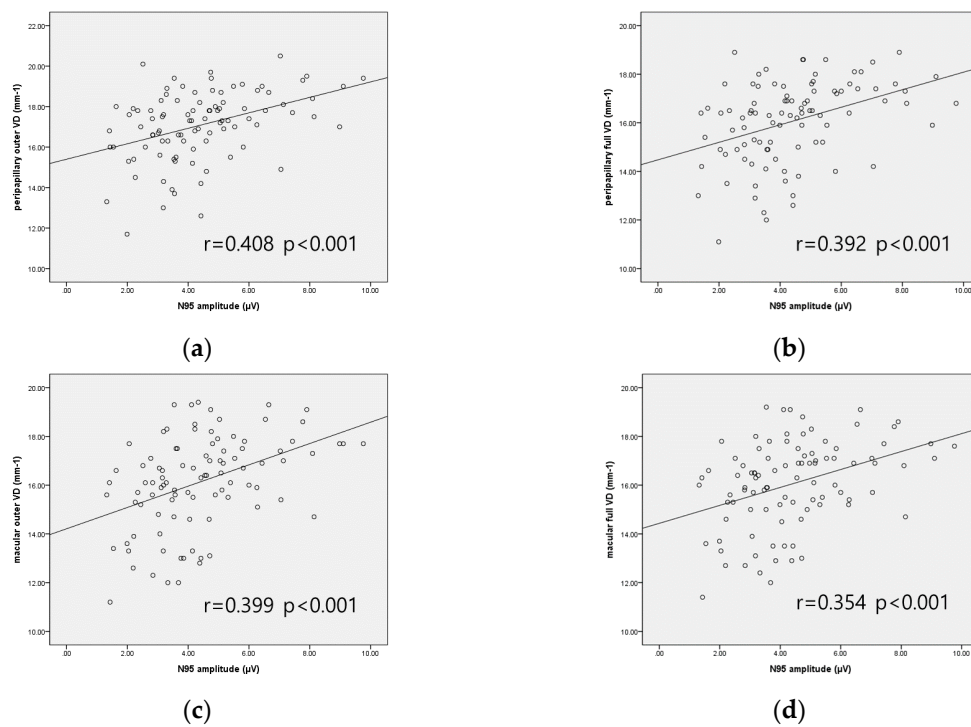 22.00
20.00
18.00
16.00
14.00
12.00
10.00
peripapillary outer VD (mm-1)
r=0.408 p<0.001
.00 2.00 4.00 6.00 8.00 10.00
N95 amplitude (μV)
(a)
22.00
20.00
18.00
16.00
14.00
12.00
10.00
peripapillary full VD (mm-1)
r=0.392 p<0.001
.00 2.00 4.00 6.00 8.00 10.00
N95 amplitude (μV)
(b)
20.00
18.00
16.00
14.00
12.00
10.00
macular outer VD (mm-1)
r=0.399 p<0.001
.00 2.00 4.00 6.00 8.00 10.00
N95 amplitude (μV)
(c)
20.00
18.00
16.00
14.00
12.00
10.00
macular full VD (mm-1)
r=0.354 p<0.001
.00 2.00 4.00 6.00 8.00 10.00
N95 amplitude (μV)
(d)